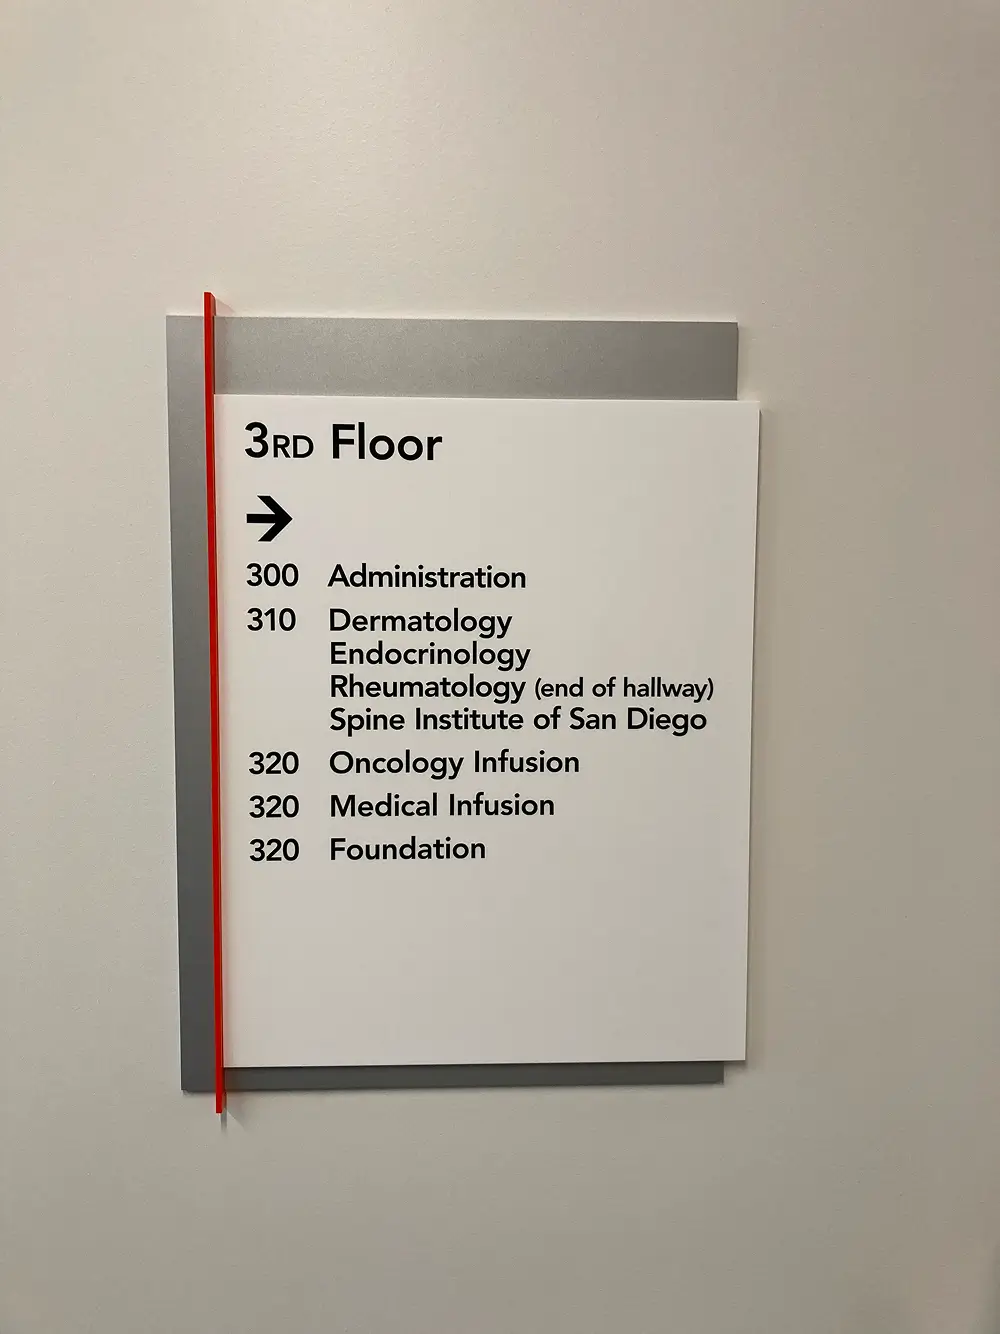 3RD Floor
→
300 Administration
310 Dermatology
Endocrinology
Rheumatology (end of hallway)
Spine Institute of San Diego
320 Oncology Infusion
320 Medical Infusion
320 Foundation